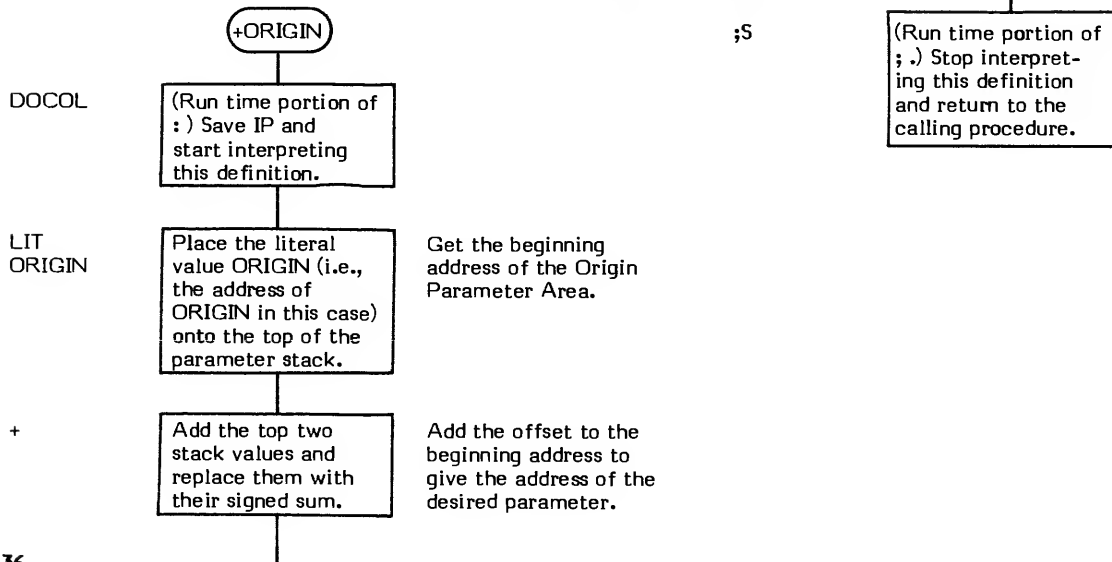 +ORIGIN
DOCOL
(Run time portion of
: ) Save IP and
start interpreting
this definition.
LIT
ORIGIN
Place the literal
value ORIGIN (i.e.,
the address of
ORIGIN in this case)
onto the top of the
parameter stack.
Get the beginning
address of the Origin
Parameter Area.
+
Add the top two
stack values and
replace them with
their signed sum.
Add the offset to the
beginning address to
give the address of the
desired parameter.
;S
(Run time portion of
; .) Stop interpret-
ing this definition
and return to the
calling procedure.